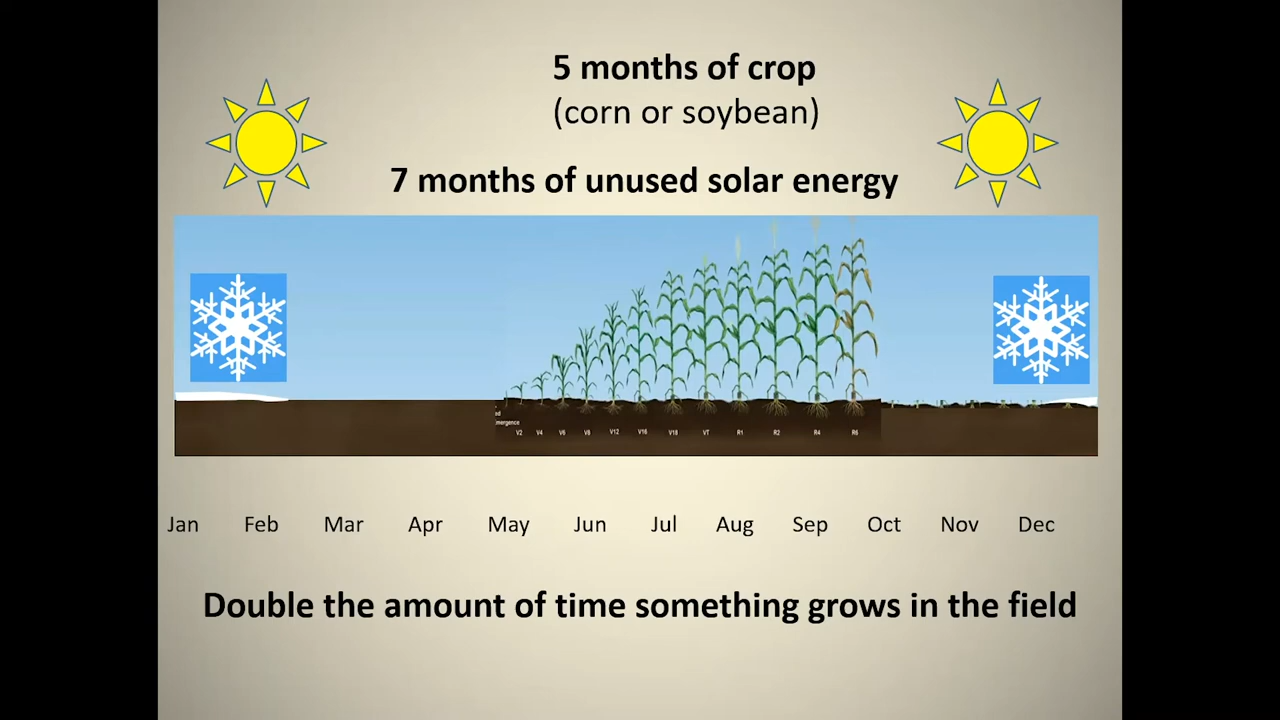 5 months of crop
(corn or soybean)
7 months of unused solar energy
ed
mergence
V2 V4 V6 V8 V12 V16 V18 VT R1 R2 R4 R6
Jan Feb Mar Apr May Jun Jul Aug Sep Oct Nov Dec
Double the amount of time something grows in the field